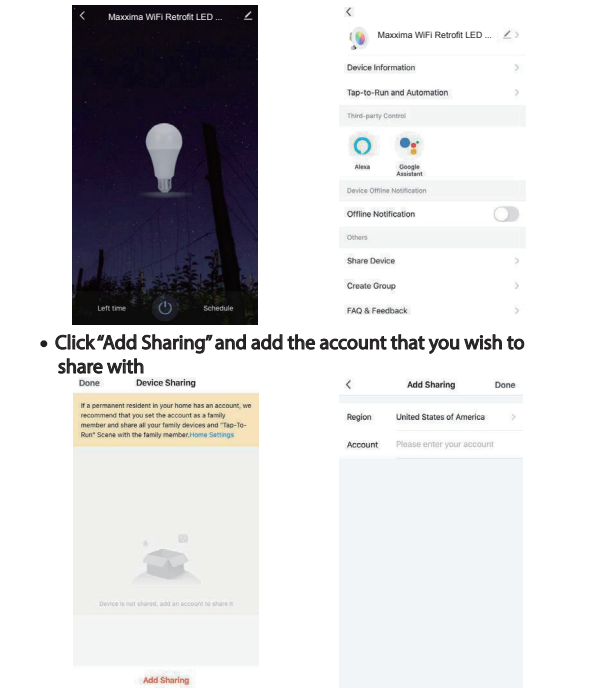 Maxxima WiFi Retrofit LED ...
Left time
Schedule
Maxxima WiFi Retrofit LED ...
Device Information
Tap-to-Run and Automation
Third-party Control
Alexa
Google
Assistant
Device Offline Notification
Offline Notification
Others
Share Device
Create Group
FAQ & Feedback
• Click “Add Sharing” and add the account that you wish to
share with
Done Device Sharing
If a permanent resident in your home has an account, we
recommend that you set the account as a family
member and share all your family devices and "Tap-To-
Run" Scene with the family member.Home Settings
Device is not shared, add an account to share it
Add Sharing
Add Sharing Done
Region United States of America
Account Please enter your account